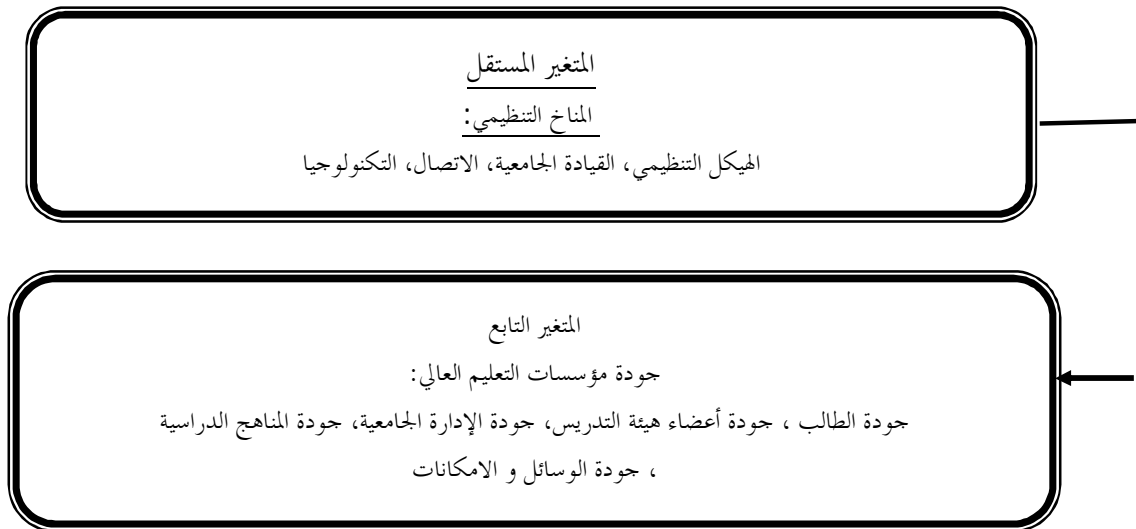 المتغير المستقل
المناخ التنظيمي:
الهيكل التنظيمي، القيادة الجامعية، الاتصال، التكنولوجيا
المتغير التابع
جودة مؤسسات التعليم العالي:
جودة الطالب ، جودة أعضاء هيئة التدريس، جودة الإدارة الجامعية، جودة المناهج الدراسية
، جودة الوسائل و الامكانات